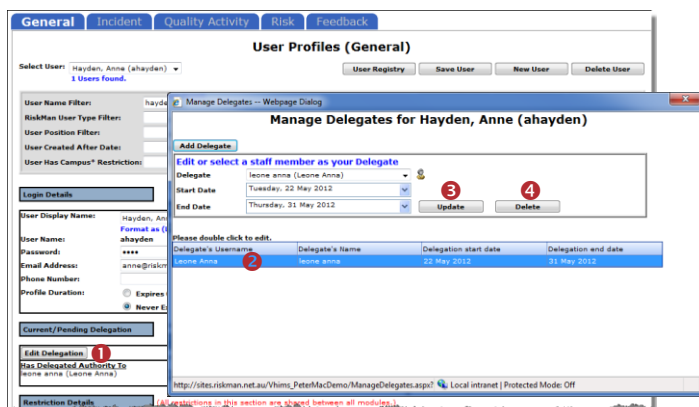 General Incident Quality Activity Risk Feedback
User Profiles (General)
Select User: Hayden, Anne (ahayden)
1 Users found.
User Registry Save User New User Delete User
User Name Filter: hayde
RiskMan User Type Filter:
User Position Filter:
User Created After Date:
User Has Campus* Restriction:
Login Details
User Display Name: Hayden, An
Format as (
User Name: ahayden
Password: ••••
Email Address: anne@riskm
Phone Number:
Profile Duration: Expires
Never E
Current/Pending Delegation
Edit Delegation 1
Has Delegated Authority To
leone anna (Leone Anna)
Restriction Details (All restrictions in this section are shared between all modules.)
Manage Delegates -- Webpage Dialog
Manage Delegates for Hayden, Anne (ahayden)
Add Delegate
Edit or select a staff member as your Delegate
Delegate leone anna (Leone Anna)
Start Date Tuesday, 22 May 2012
End Date Thursday, 31 May 2012
3 Update 4 Delete
Please double click to edit.
Delegate's Username Delegate's Name Delegation start date Delegation end date
Leone Anna 2 leone anna 22 May 2012 31 May 2012
http://sites.riskman.net.au/Vhims_PeterMacDemo/ManageDelegates.aspx? Local intranet | Protected Mode: Off